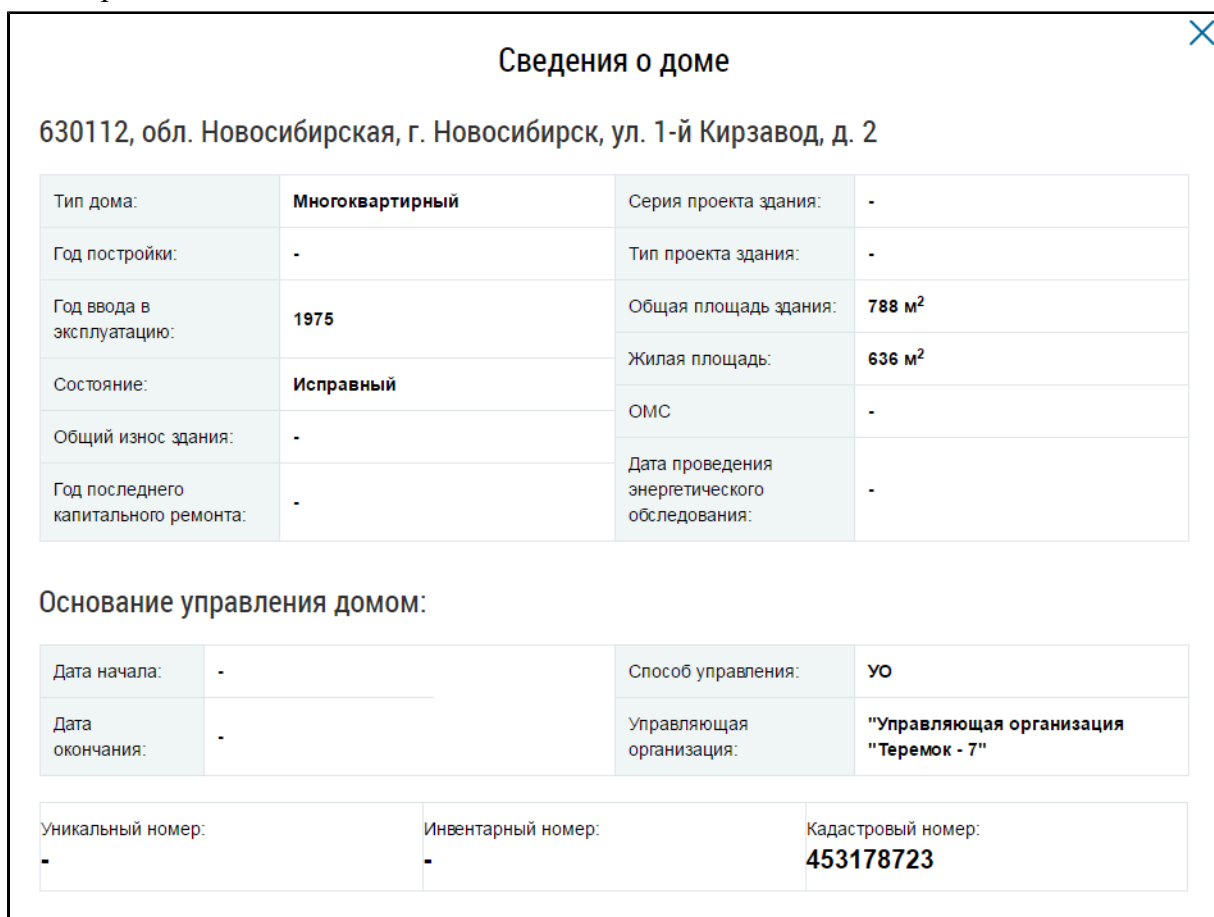 Сведения о доме
630112, обл. Новосибирская, г. Новосибирск, ул. 1-й Кирзавод, д. 2
Тип дома: Многоквартирный
Год постройки: -
Год ввода в
эксплуатацию: 1975
Состояние: Исправный
Общий износ здания: -
Год последнего
капитального ремонта: -
Серия проекта здания: -
Тип проекта здания: -
Общая площадь здания: 788 м²
Жилая площадь: 636 м²
ОМС -
Дата проведения
энергетического
обследования: -
Основание управления домом:
Дата начала: -
Дата
окончания: -
Способ управления: УО
Управляющая
организация:
"Управляющая организация
"Теремок - 7"
Уникальный номер:
-
Инвентарный номер:
-
Кадастровый номер:
453178723